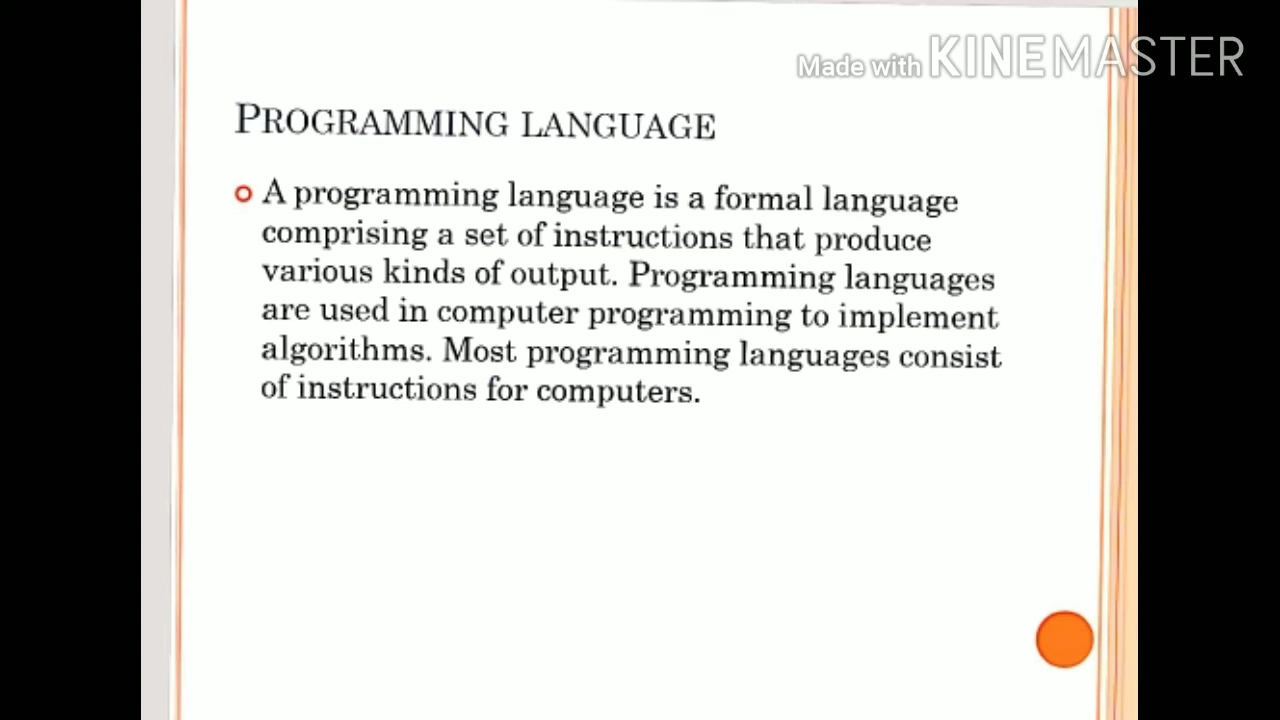 Made with KINEMASTER
PROGRAMMING LANGUAGE
A programming language is a formal language
comprising a set of instructions that produce
various kinds of output. Programming languages
are used in computer programming to implement
algorithms. Most programming languages consist
of instructions for computers.